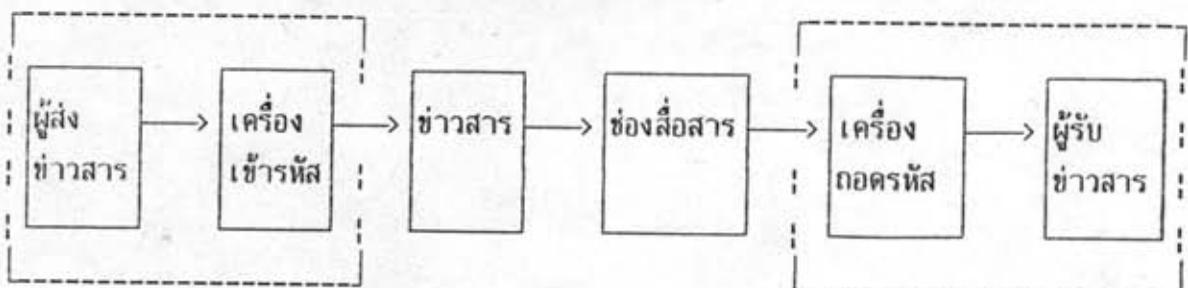 ผู้ส่ง
ข่าวสาร
เครื่อง
เข้ารหัส
ข่าวสาร
ช่องสื่อสาร
เครื่อง
ถอดรหัส
ผู้รับ
ข่าวสาร